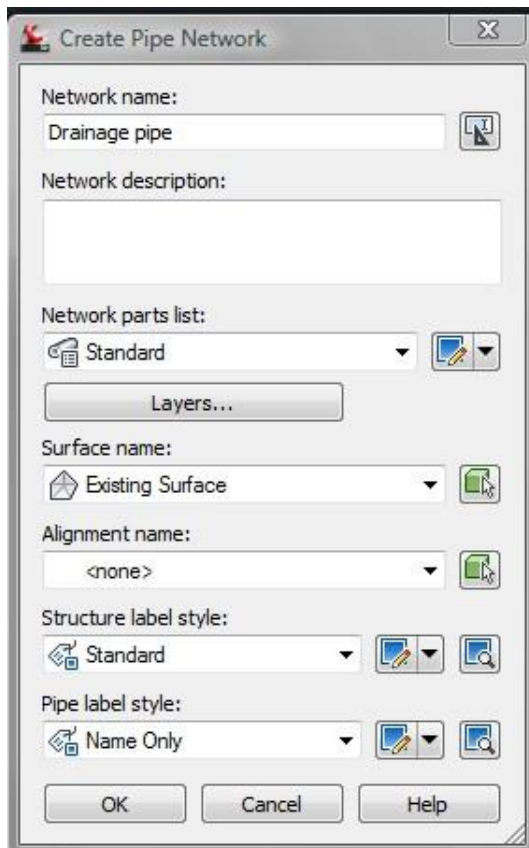 Create Pipe Network
Network name:
Drainage pipe
Network description:
Network parts list:
Standard
Layers...
Surface name:
Existing Surface
Alignment name:
<none>
Structure label style:
Standard
Pipe label style:
Name Only
OK
Cancel
Help